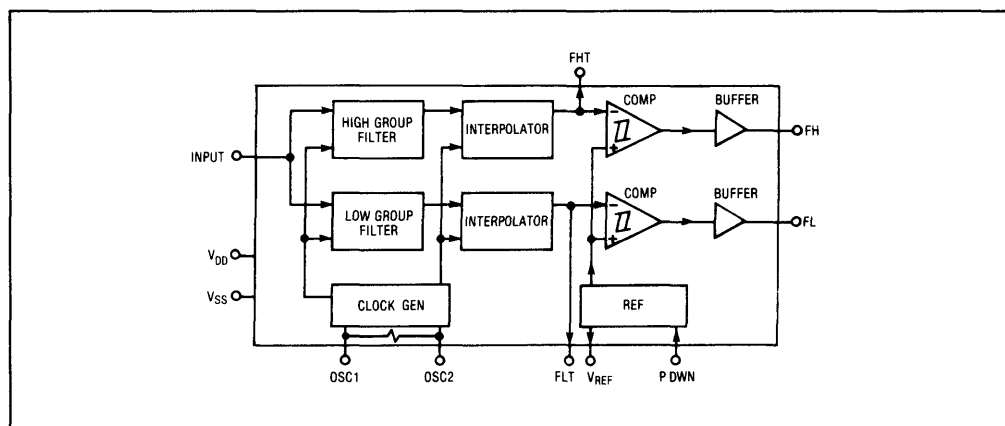 FHT
COMP
BUFFER
HIGH GROUP
FILTER
INTERPOLATOR
−
+
FH
INPUT
COMP
BUFFER
LOW GROUP
FILTER
INTERPOLATOR
−
+
FL
VDD
VSS
CLOCK GEN
REF
OSC1
OSC2
FLT
VREF
P DWN